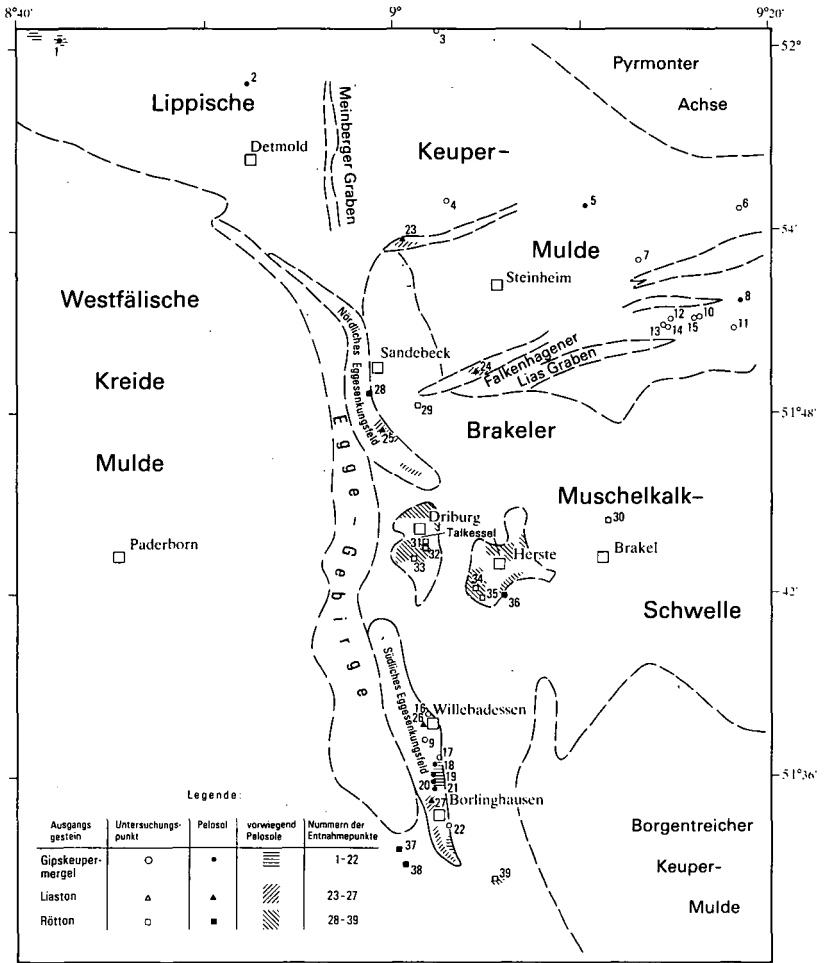 8°40'
9°
9°20'
1
2
3
52°
Pyrmonter
Achse
Lippische
Meinberger Graben
Keuper-
Detmold
4
5
6
23
54'
Mulde
7
Steinheim
8
Westfälische
12
10
13
14
15
11
Nördliches Eggesenkungsfeld
Sandebeck
24
Falkenhagener
Lias Graben
Kreide
28
29
51°48'
25
Brakeler
Mulde
Egge-Gebirge
Muschelkalk-
Driburg
Talkessel
30
31
32
33
Paderborn
Herste
Brakel
34
35
36
42'
Schwelle
Südliches Eggesenkungsfeld
16
Willebadessen
26
9
17
18
19
20
21
51°36'
27
Borlinghausen
22
Legende:
Ausgangs gestein
Untersuchungs- punkt
Pelosol
vorwiegend Pelosole
Nummern der Entnahmepunkte
Gipskeuper- mergel
1-22
Liaston
23-27
Rötton
28-39
37
38
39
Borgentreicher
Keuper-
Mulde